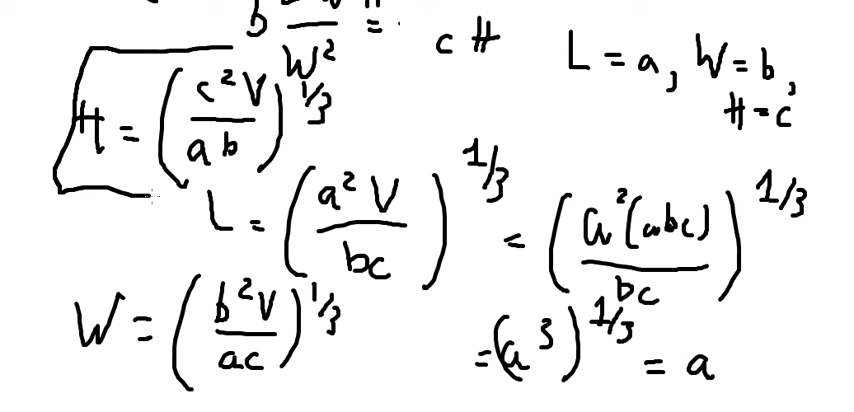 b V/W² =
c H
L = a, W = b,
H = c
H = (c²V/ab)^1/3
L = (a²V/bc)^1/3 = (a²(abc)/bc)^1/3
W = (b²V/ac)^1/3
= (a³)^1/3 = a